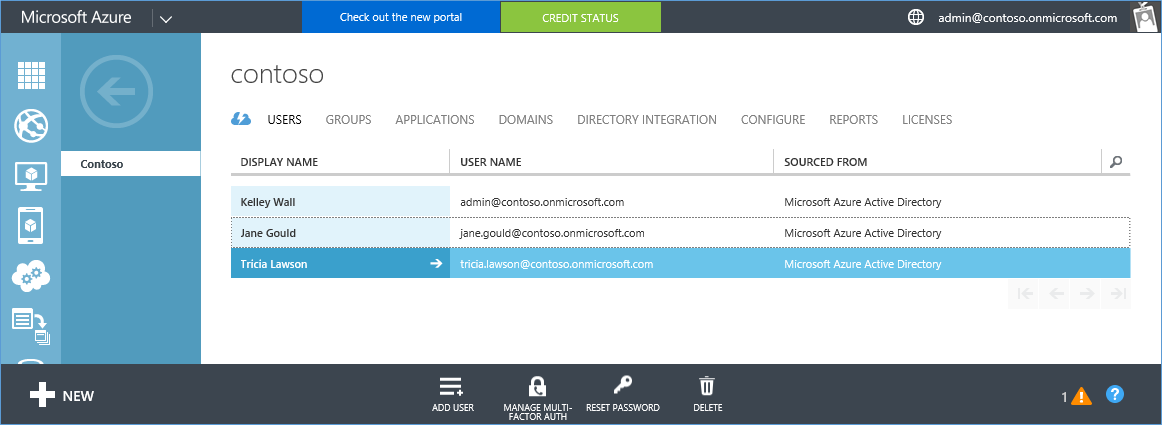 Microsoft Azure
Check out the new portal
CREDIT STATUS
admin@contoso.onmicrosoft.com
Contoso
contoso
USERS GROUPS APPLICATIONS DOMAINS DIRECTORY INTEGRATION CONFIGURE REPORTS LICENSES
DISPLAY NAME USER NAME SOURCED FROM
Kelley Wall admin@contoso.onmicrosoft.com Microsoft Azure Active Directory
Jane Gould jane.gould@contoso.onmicrosoft.com Microsoft Azure Active Directory
Tricia Lawson tricia.lawson@contoso.onmicrosoft.com Microsoft Azure Active Directory
NEW
ADD USER
MANAGE MULTI-
FACTOR AUTH
RESET PASSWORD
DELETE
1
?